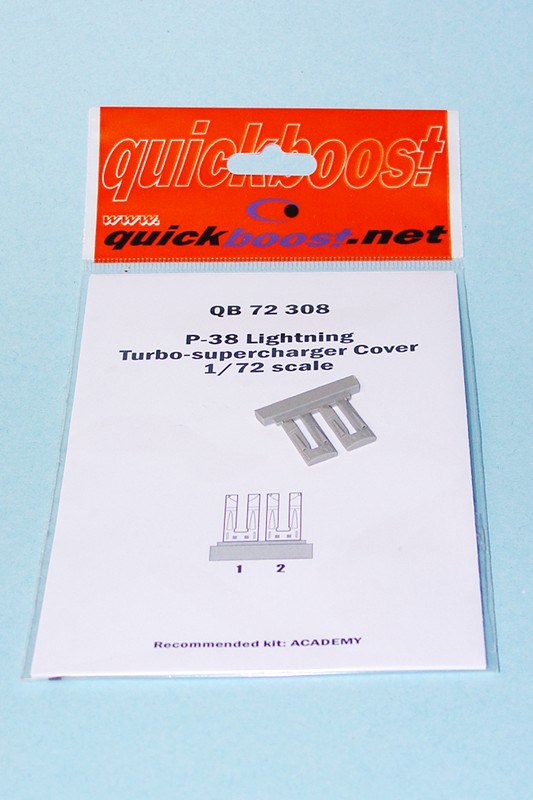 quickboost
www.
quickboost.net
QB 72 308
P-38 Lightning
Turbo-supercharger Cover
1/72 scale
1 2
Recommended kit: ACADEMY